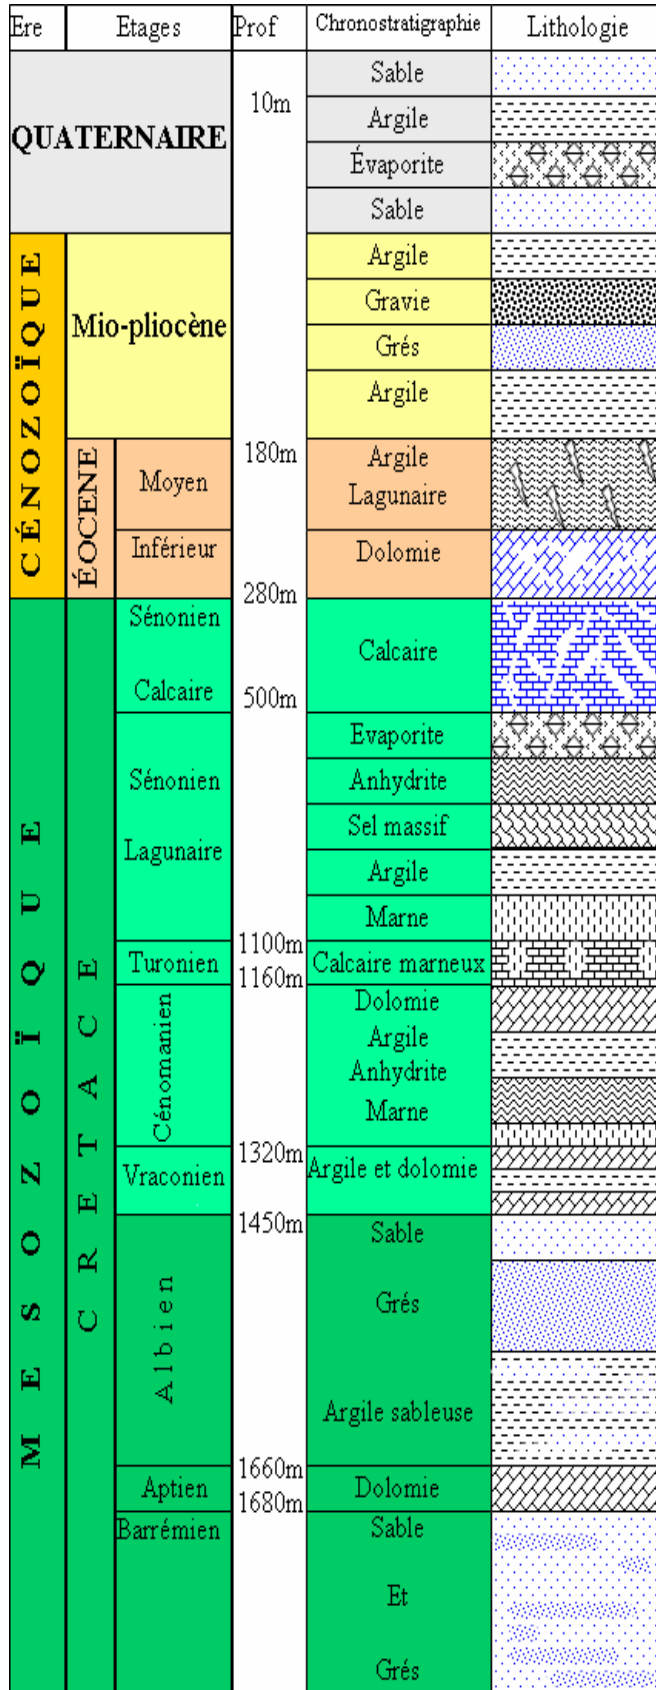 Ere Etages Prof Chronostratigraphie Lithologie
QUATERNAIRE
10m
Sable
Argile
Évaporite
Sable
CÉNOZOÏQUE
Mio-pliocène
Argile
Gravie
Grés
Argile
180m
ÉOCENE
Moyen
Argile
Lagunaire
Inférieur
Dolomie
280m
MESOZOÏQUE
CRETACE
Sénonien
Calcaire
Calcaire
500m
Sénonien
Lagunaire
Evaporite
Anhydrite
Sel massif
Argile
Marne
1100m
Turonien
Calcaire marneux
1160m
Cénomanien
Dolomie
Argile
Anhydrite
Marne
1320m
Vraconien
Argile et dolomie
1450m
Albien
Sable
Grés
Argile sableuse
1660m
Aptien
Dolomie
1680m
Barrémien
Sable
Et
Grés